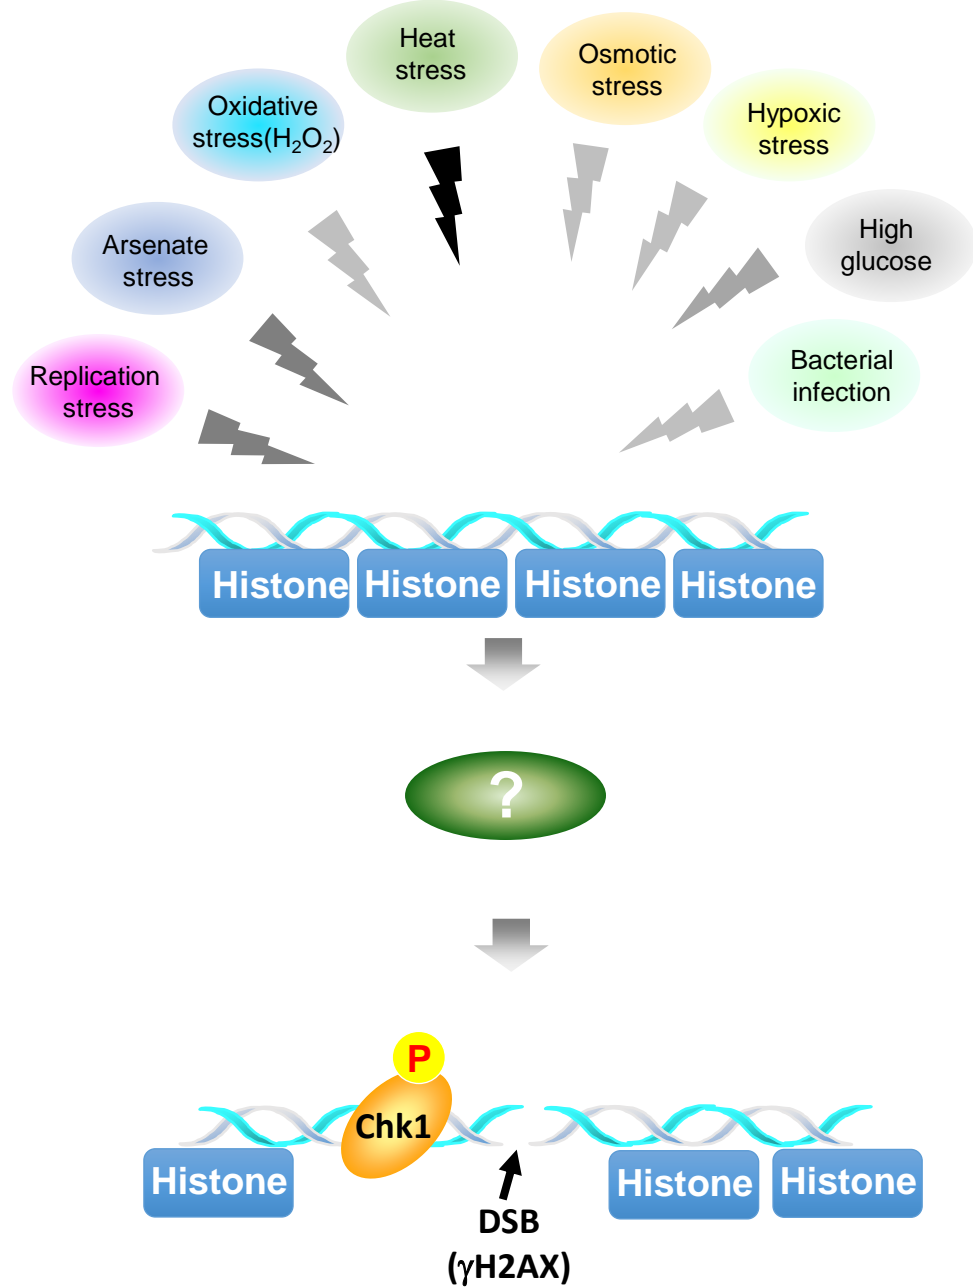 Heat
stress
Osmotic
stress
Oxidative
stress(H₂O₂)
Hypoxic
stress
Arsenate
stress
High
glucose
Replication
stress
Bacterial
infection
Histone
Histone
Histone
Histone
?
P
Chk1
Histone
Histone
Histone
DSB
(γH2AX)